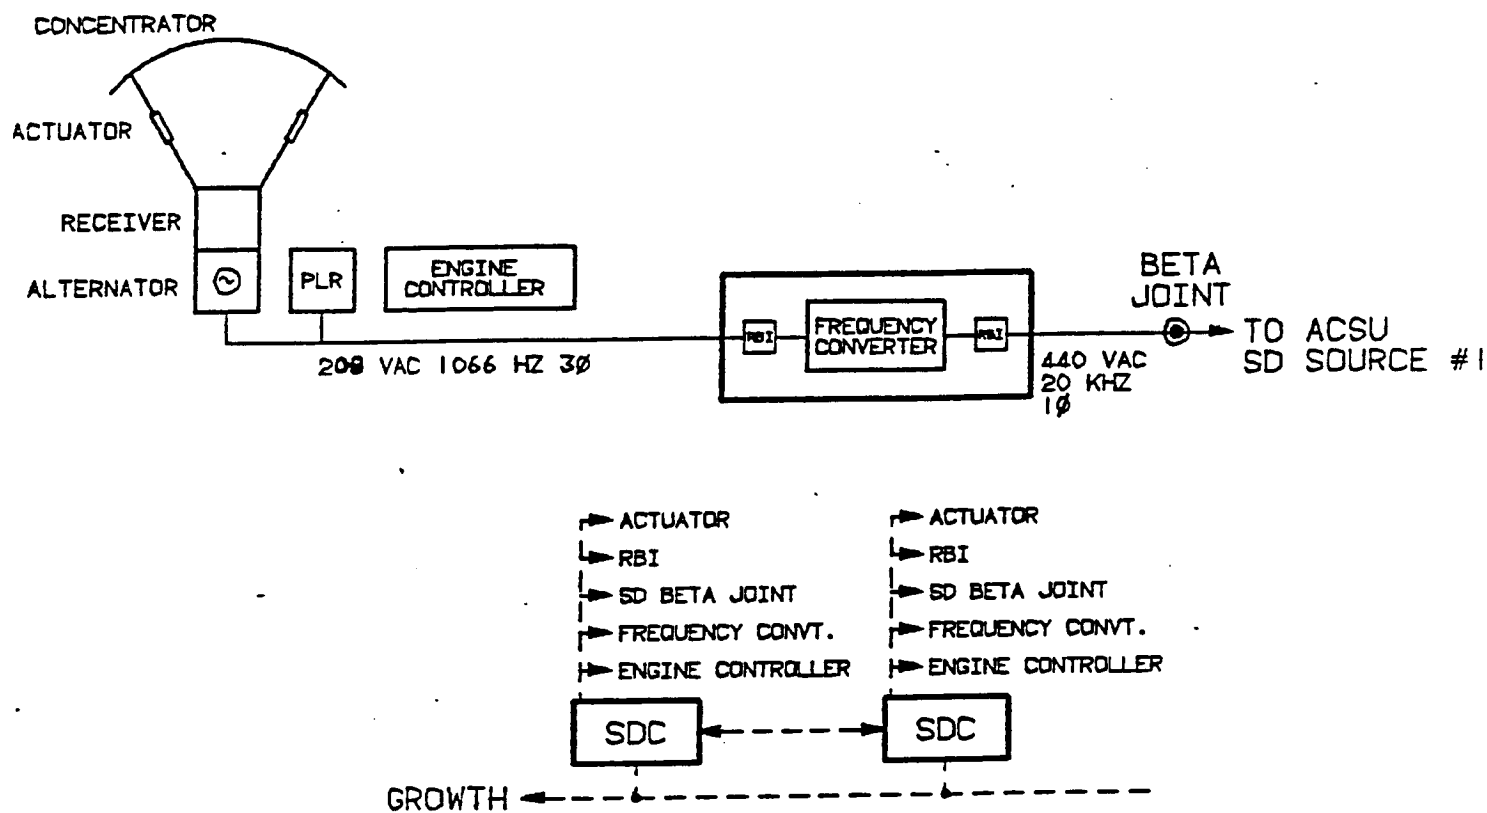 CONCENTRATOR
ACTUATOR
RECEIVER
ALTERNATOR
PLR
ENGINE
CONTROLLER
208 VAC 1066 HZ 3Ø
RBI
FREQUENCY
CONVERTER
RBI
440 VAC
20 KHZ
1Ø
BETA
JOINT
TO ACSU
SD SOURCE #1
ACTUATOR
RBI
SD BETA JOINT
FREQUENCY CONVT.
ENGINE CONTROLLER
SDC
ACTUATOR
RBI
SD BETA JOINT
FREQUENCY CONVT.
ENGINE CONTROLLER
SDC
GROWTH